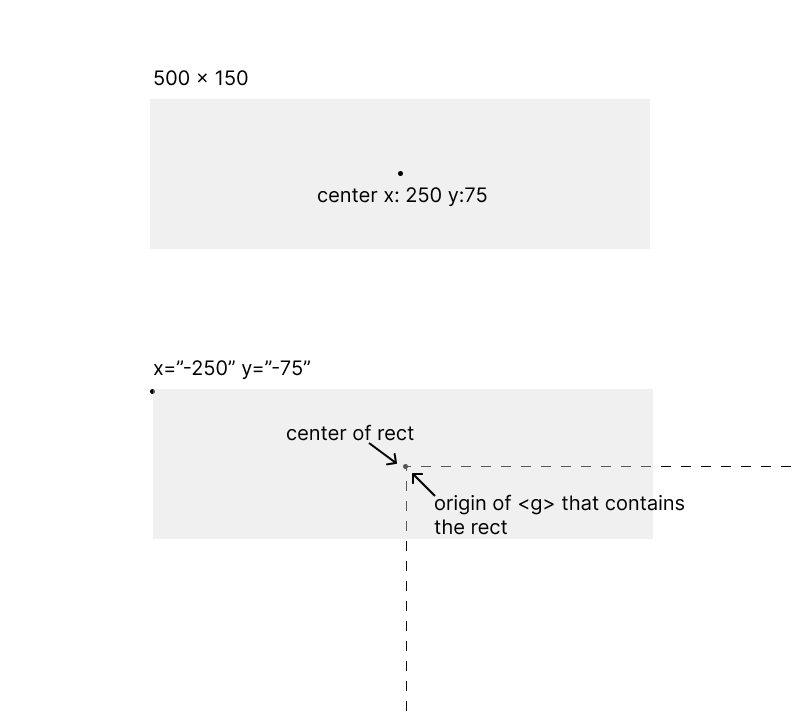 500 × 150
center x: 250 y:75
x=”-250” y=”-75”
center of rect
origin of <g> that contains
the rect